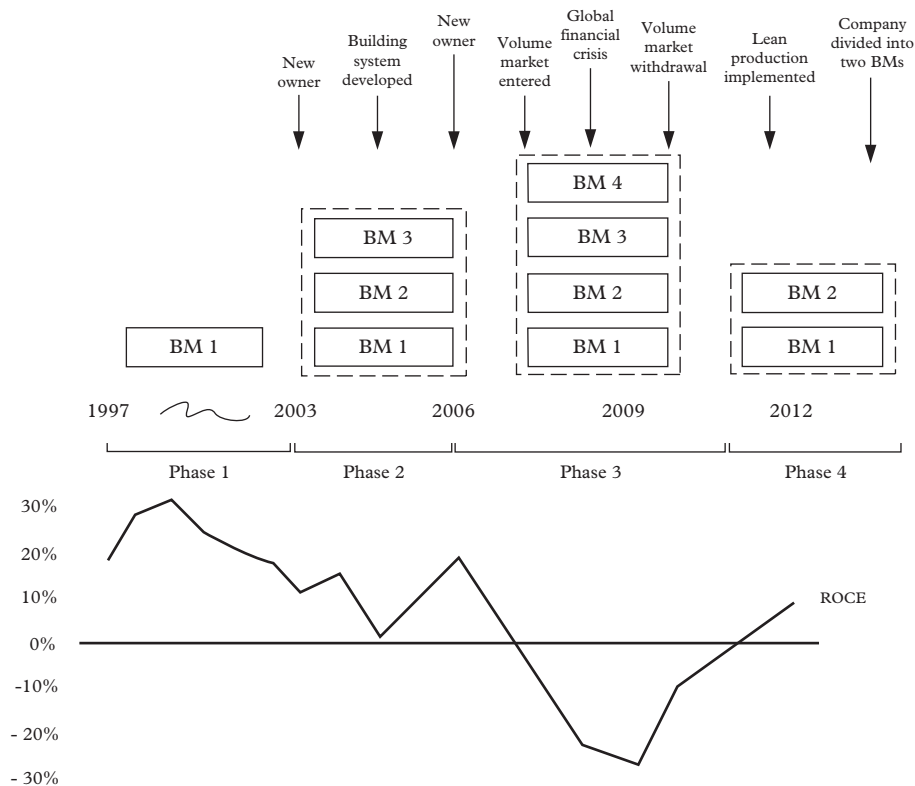 New
owner
Building
system
developed
New
owner
Volume
market
entered
Global
financial
crisis
Volume
market
withdrawal
Lean
production
implemented
Company
divided into
two BMs
BM 4
BM 3
BM 3
BM 2
BM 2
BM 2
BM 1
BM 1
BM 1
BM 1
1997
2003
2006
2009
2012
Phase 1
Phase 2
Phase 3
Phase 4
30%
20%
10%
0%
-10%
- 20%
- 30%
ROCE